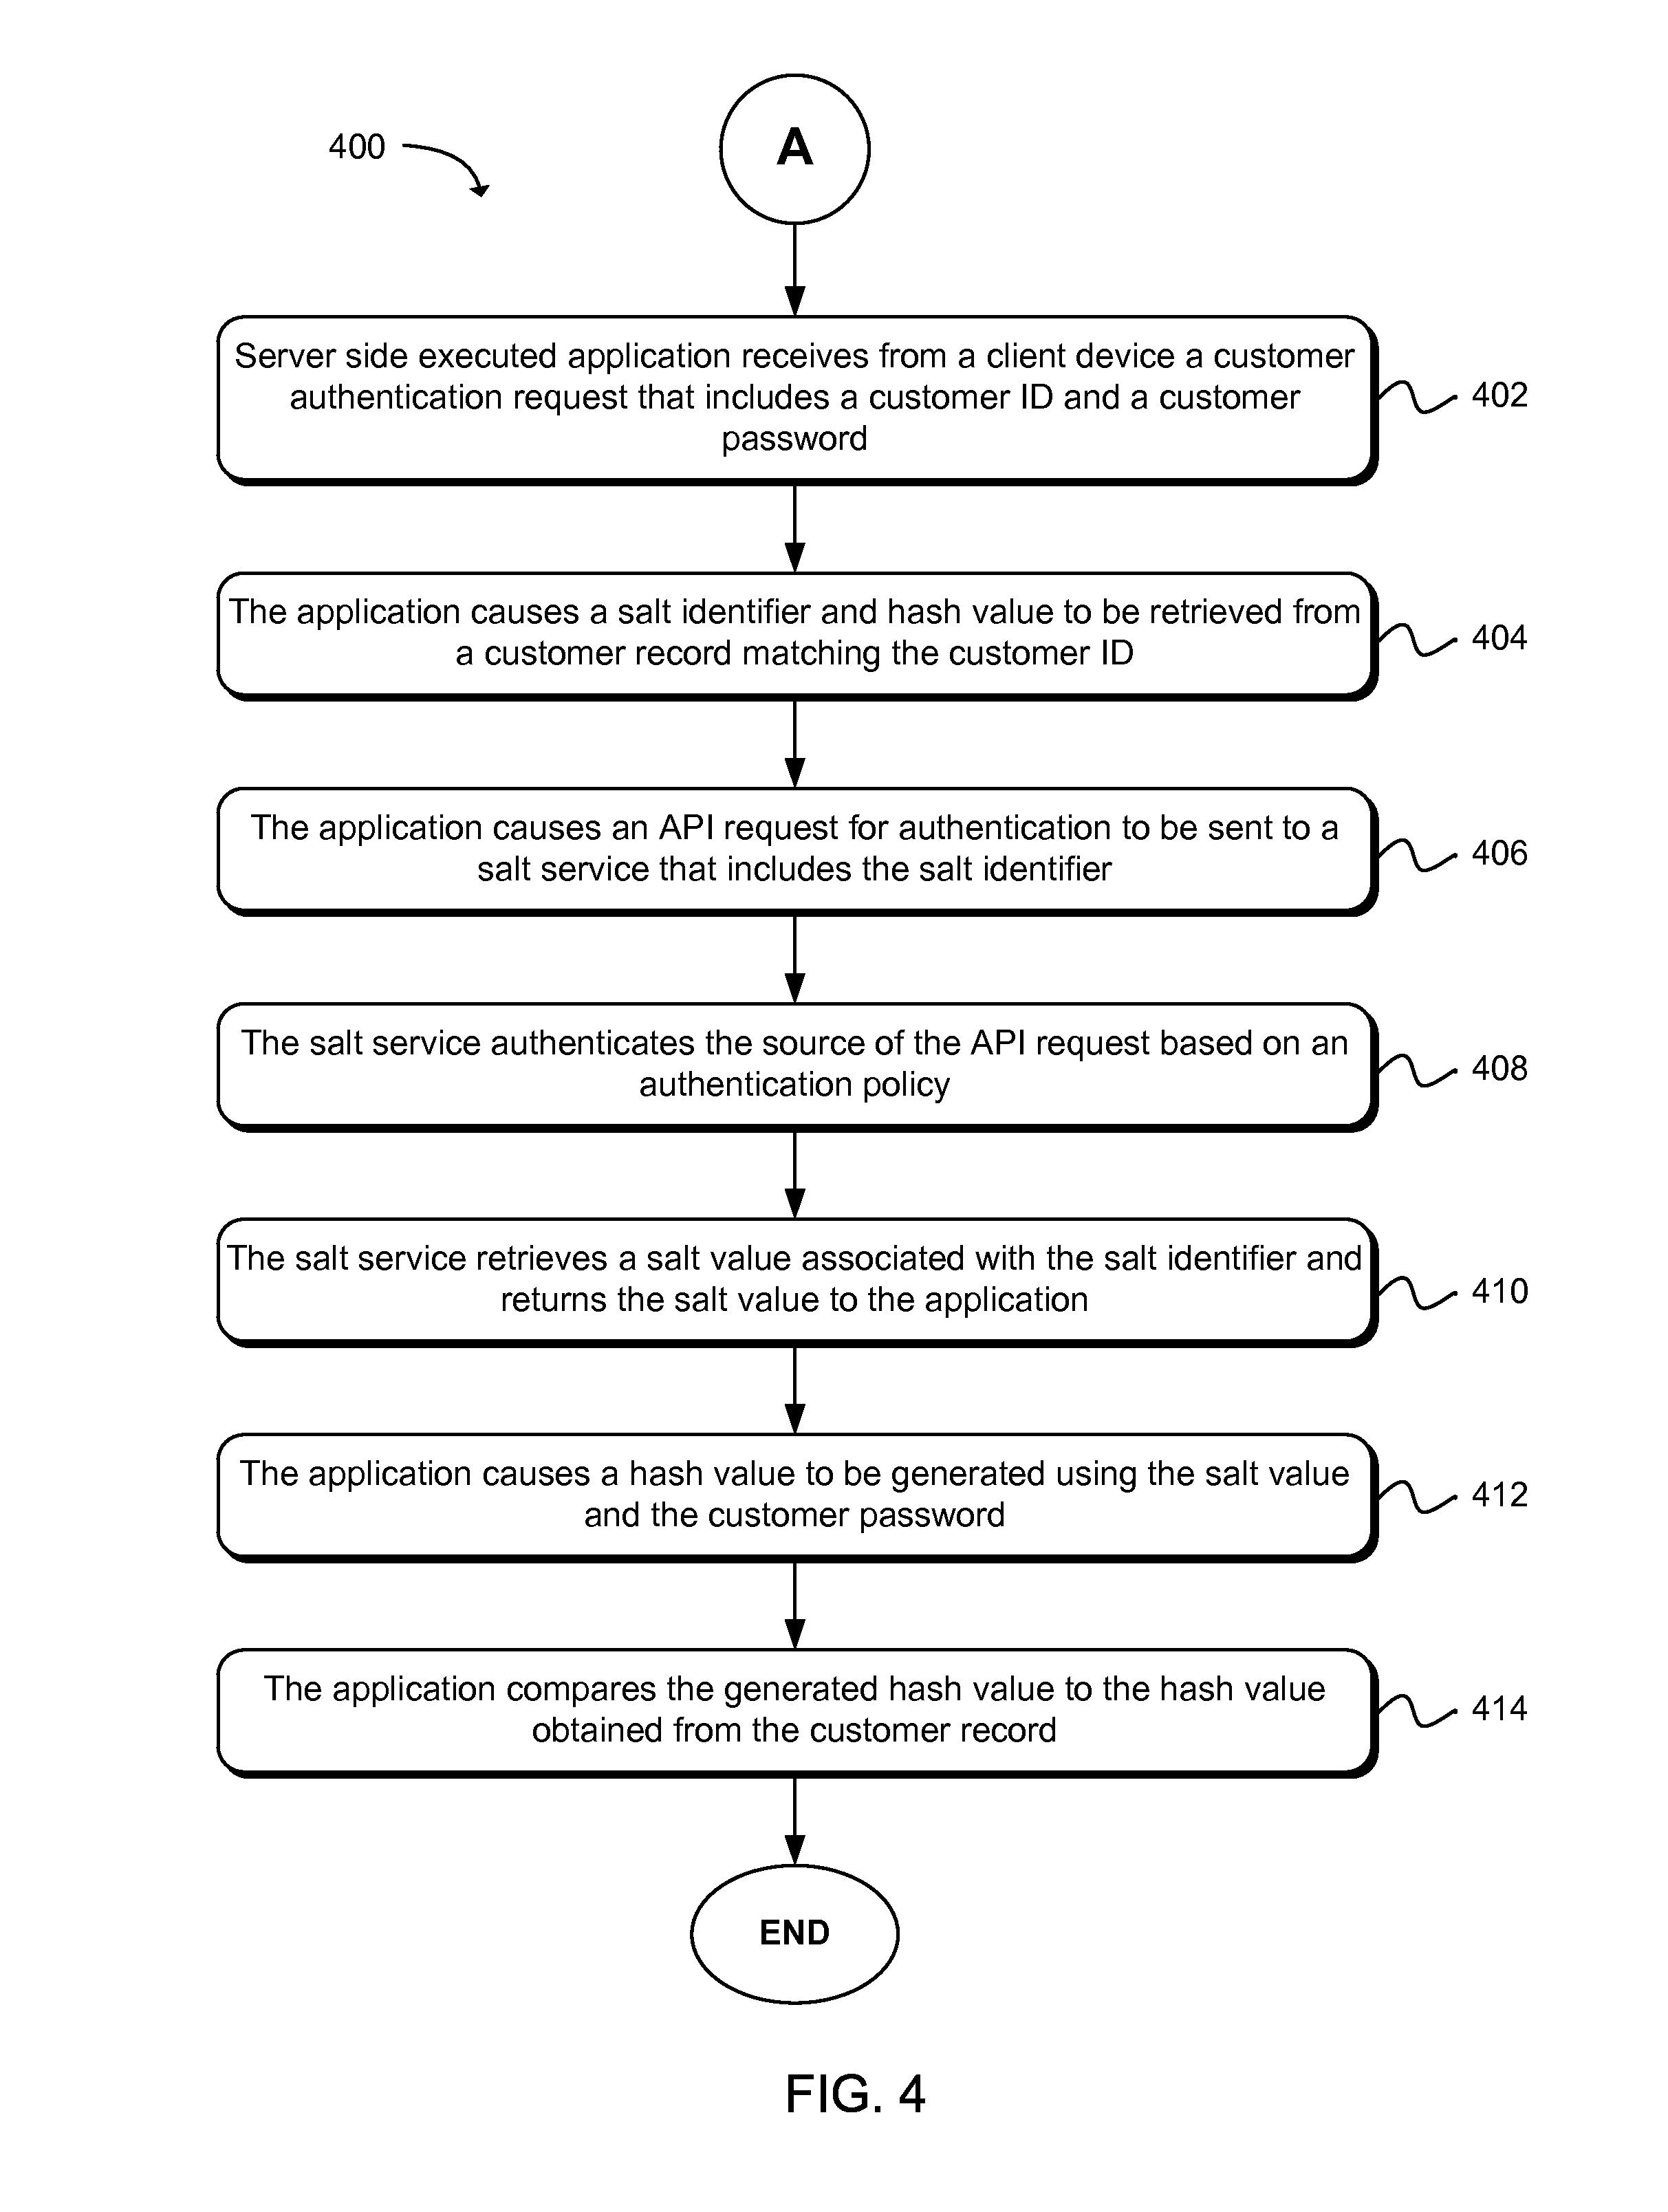 400
A
Server side executed application receives from a client device a customer
authentication request that includes a customer ID and a customer
password
402
The application causes a salt identifier and hash value to be retrieved from
a customer record matching the customer ID
404
The application causes an API request for authentication to be sent to a
salt service that includes the salt identifier
406
The salt service authenticates the source of the API request based on an
authentication policy
408
The salt service retrieves a salt value associated with the salt identifier and
returns the salt value to the application
410
The application causes a hash value to be generated using the salt value
and the customer password
412
The application compares the generated hash value to the hash value
obtained from the customer record
414
END
FIG. 4